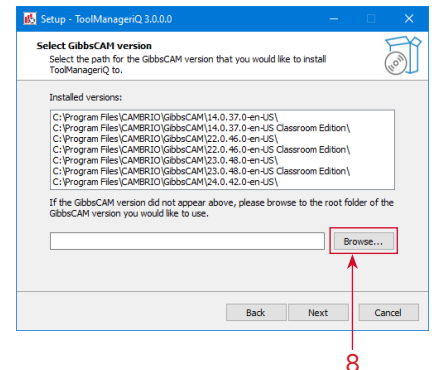 Setup - ToolManageriQ 3.0.0.0
Select GibbsCAM version
Select the path for the GibbsCAM version that you would like to install
ToolManageriQ to.
Installed versions:
C:\Program Files\CAMBRIO\GibbsCAM\14.0.37.0-en-US\
C:\Program Files\CAMBRIO\GibbsCAM\14.0.37.0-en-US Classroom Edition\
C:\Program Files\CAMBRIO\GibbsCAM\22.0.46.0-en-US\
C:\Program Files\CAMBRIO\GibbsCAM\22.0.46.0-en-US Classroom Edition\
C:\Program Files\CAMBRIO\GibbsCAM\23.0.48.0-en-US\
C:\Program Files\CAMBRIO\GibbsCAM\23.0.48.0-en-US Classroom Edition\
C:\Program Files\CAMBRIO\GibbsCAM\24.0.42.0-en-US\
If the GibbsCAM version did not appear above, please browse to the root folder of the
GibbsCAM version you would like to use.
Browse...
Back Next Cancel
8